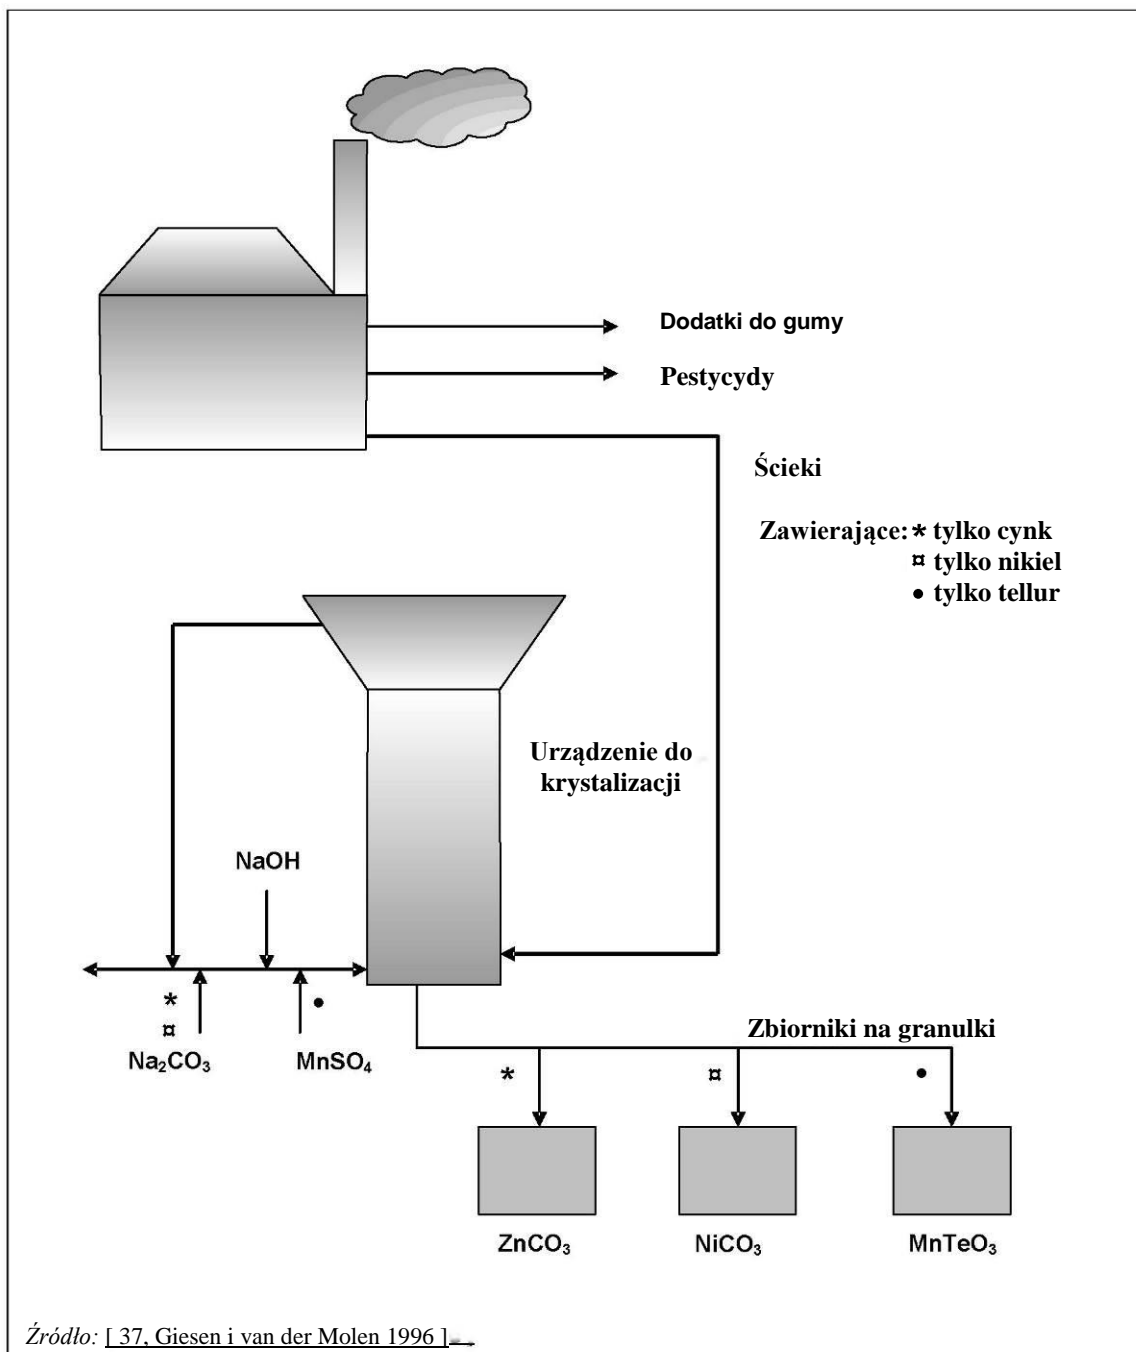 Dodatki do gumy
Pestycydy
Ścieki
Zawierające: * tylko cynk
¤ tylko nikiel
• tylko tellur
Urządzenie do
krystalizacji
NaOH
*
¤
•
Na₂CO₃
MnSO₄
Zbiorniki na granulki
* ¤ •
ZnCO₃
NiCO₃
MnTeO₃
Źródło: [ 37, Giesen i van der Molen 1996 ]